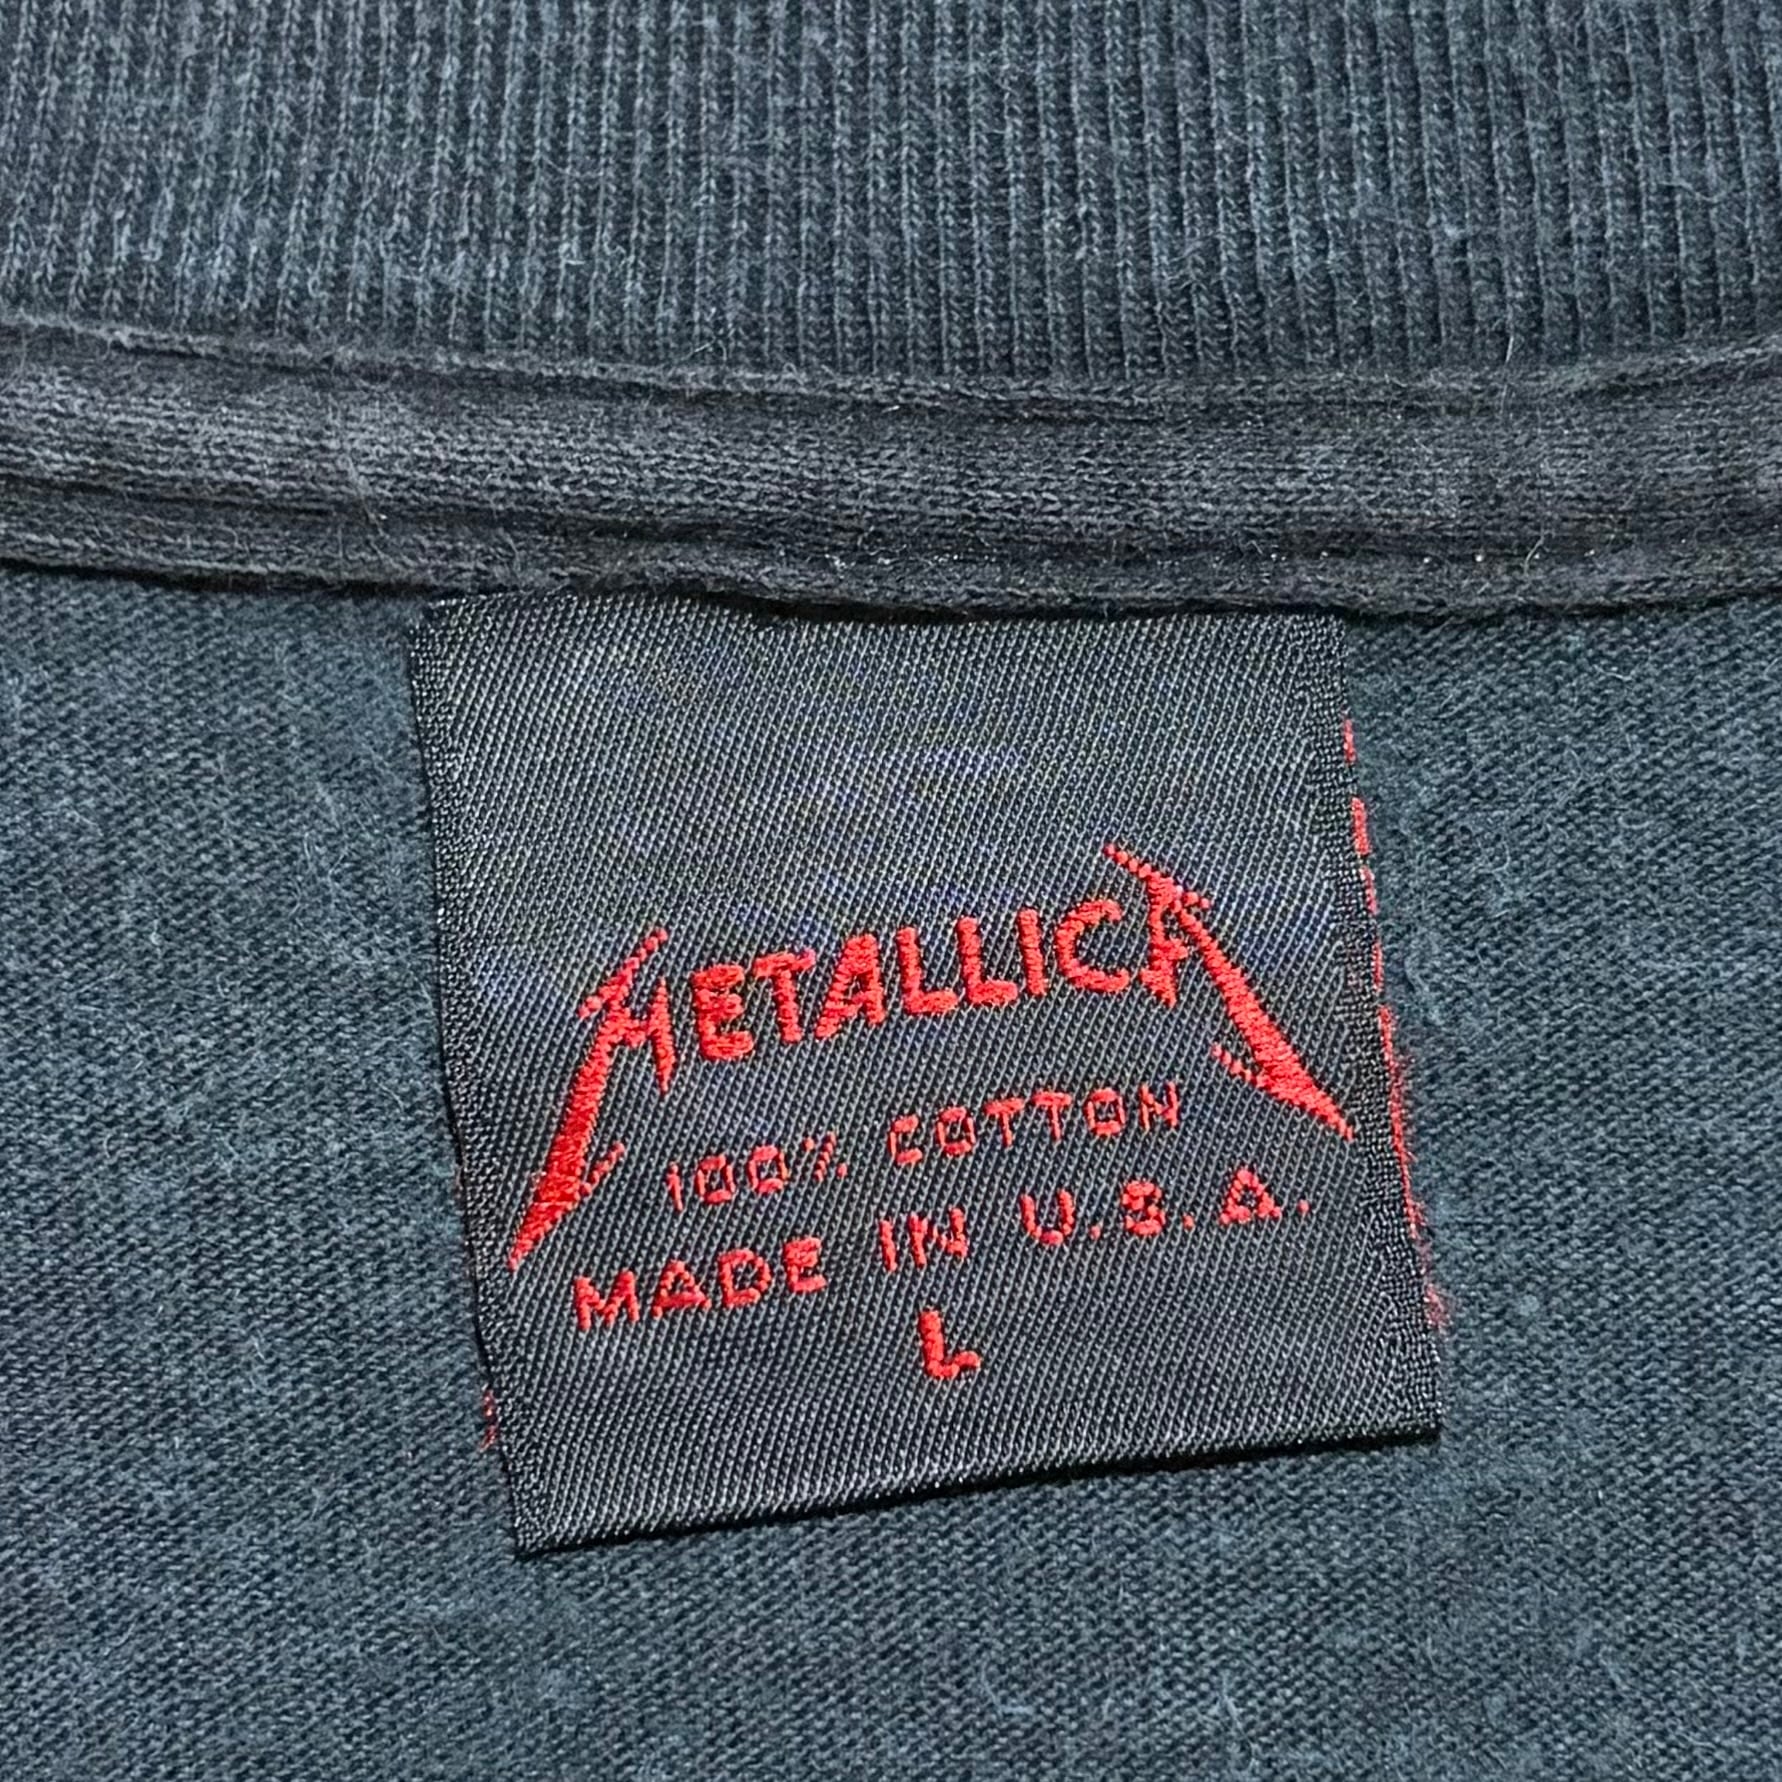 METALLICA
100% COTTON
MADE IN U.S.A.
L